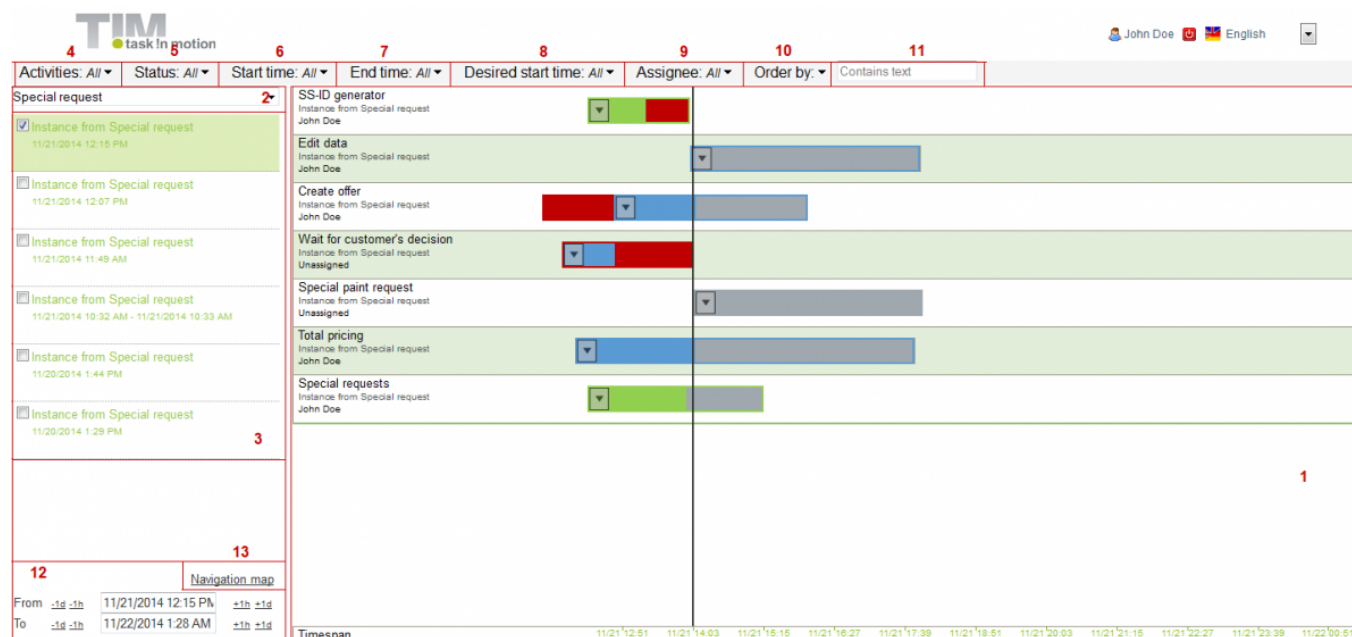 TIM
task!n motion
John Doe English
4 5 6 7 8 9 10 11
Activities: All Status: All Start time: All End time: All Desired start time: All Assignee: All Order by: Contains text
Special request 2
Instance from Special request
11/21/2014 12:15 PM
Instance from Special request
11/21/2014 12:07 PM
Instance from Special request
11/21/2014 11:49 AM
Instance from Special request
11/21/2014 10:32 AM - 11/21/2014 10:33 AM
Instance from Special request
11/20/2014 1:44 PM
Instance from Special request
11/20/2014 1:29 PM
3
SS-ID generator
Instance from Special request
John Doe
Edit data
Instance from Special request
John Doe
Create offer
Instance from Special request
John Doe
Wait for customer's decision
Instance from Special request
Unassigned
Special paint request
Instance from Special request
Unassigned
Total pricing
Instance from Special request
John Doe
Special requests
Instance from Special request
John Doe
1
13
12
Navigation map
From -1d -1h 11/21/2014 12:15 PM +1h +1d
To -1d -1h 11/22/2014 1:28 AM +1h +1d
Timespan 11/21 12:51 11/21 14:03 11/21 15:15 11/21 16:27 11/21 17:39 11/21 18:51 11/21 20:03 11/21 21:15 11/21 22:27 11/21 23:39 11/22 00:51